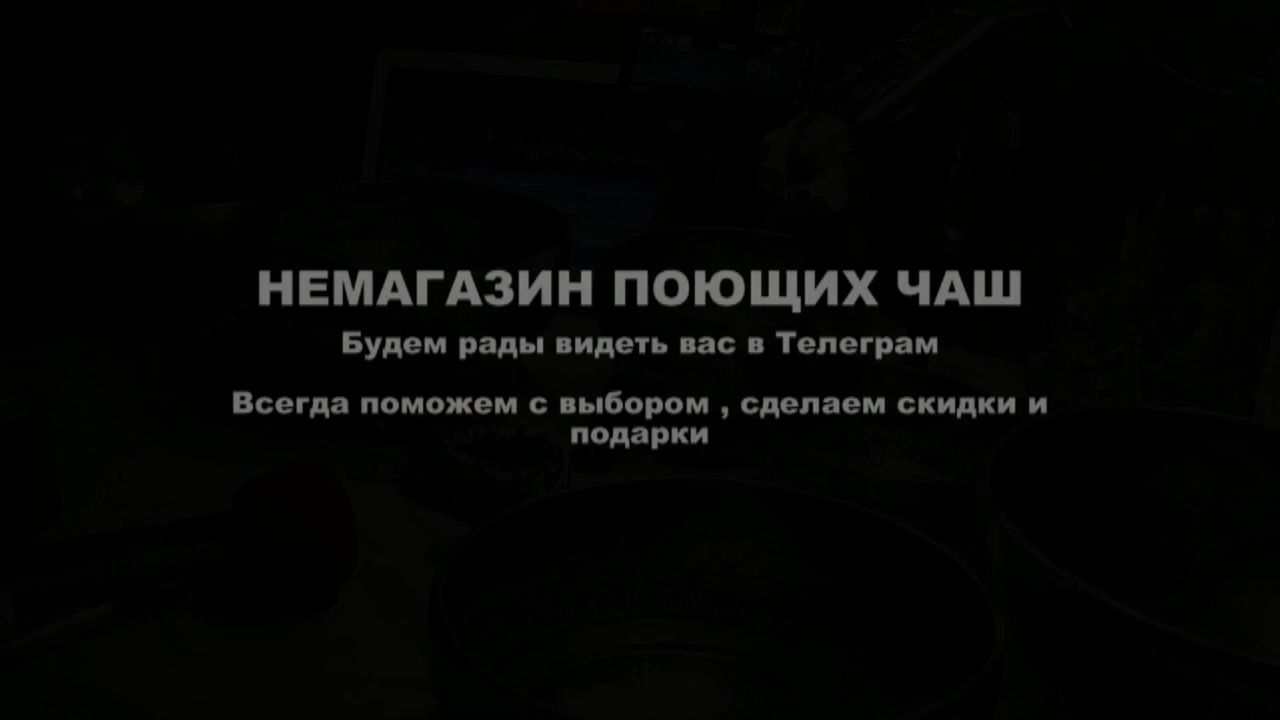 НЕМАГАЗИН ПОЮЩИХ ЧАШ
Будем рады видеть вас в Телеграм
Всегда поможем с выбором , сделаем скидки и
подарки